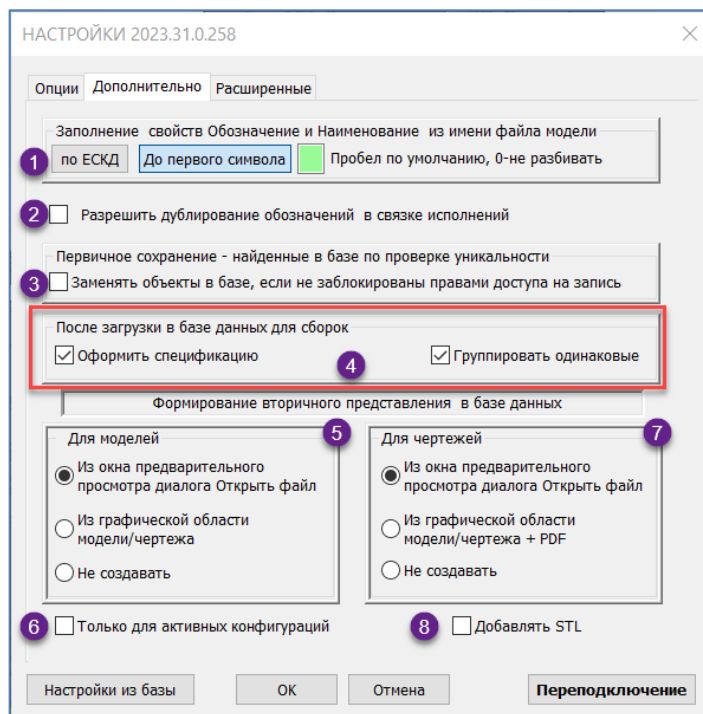 НАСТРОЙКИ 2023.31.0.258
Опции Дополнительно Расширенные
Заполнение свойств Обозначение и Наименование из имени файла модели
1 по ЕСКД До первого символа Пробел по умолчанию, 0-не разбивать
2 Разрешить дублирование обозначений в связке исполнений
Первичное сохранение - найденные в базе по проверке уникальности
3 Заменять объекты в базе, если не заблокированы правами доступа на запись
После загрузки в базе данных для сборок
Оформить спецификацию 4 Группировать одинаковые
Формирование вторичного представления в базе данных
Для моделей 5
Из окна предварительного
просмотра диалога Открыть файл
Из графической области
модели/чертежа
Не создавать
Для чертежей 7
Из окна предварительного
просмотра диалога Открыть файл
Из графической области
модели/чертежа + PDF
Не создавать
6 Только для активных конфигураций 8 Добавлять STL
Настройки из базы ОК Отмена Переподключение